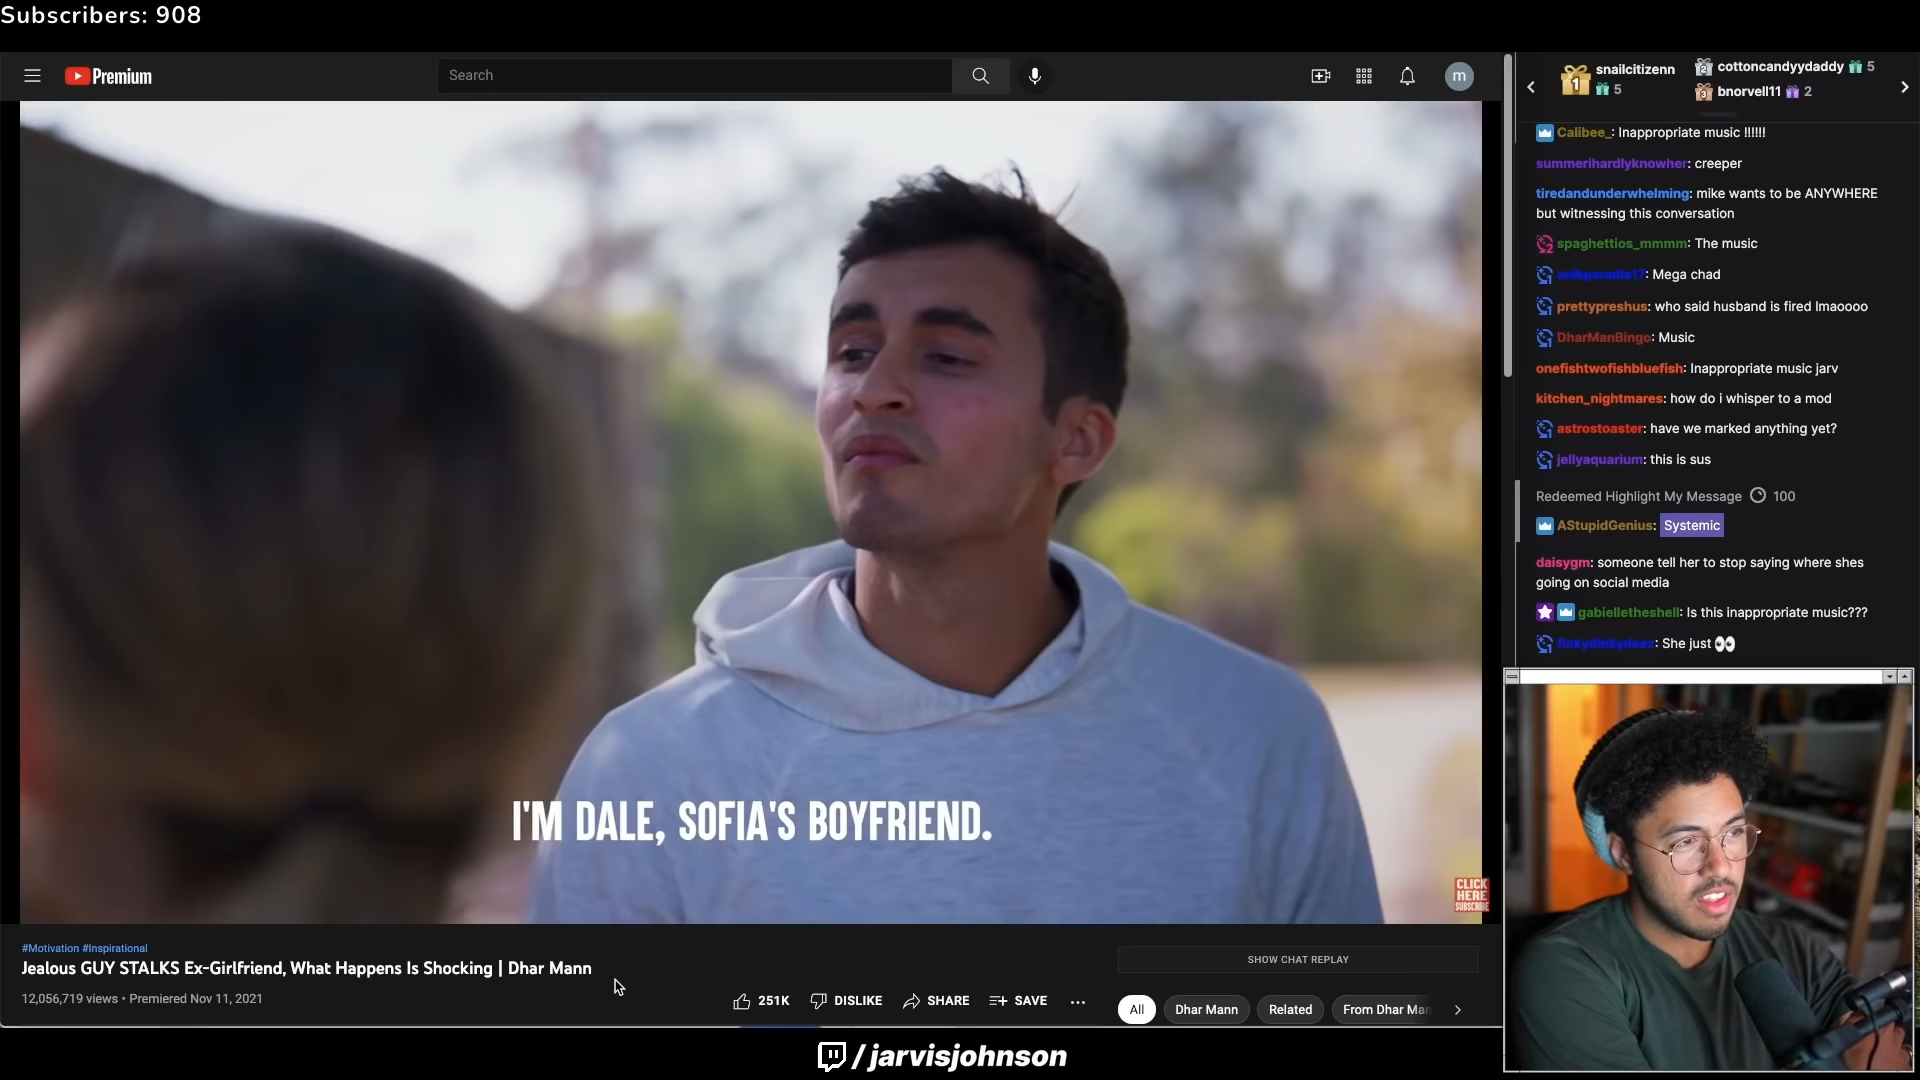 Subscribers: 908
Premium
Search
m
1
snailcitizenn
5
2
cottoncandyydaddy 5
3
bnorvell11 2
Calibee_: Inappropriate music !!!!!!
summerihardlyknowher: creeper
tiredandunderwhelming: mike wants to be ANYWHERE
but witnessing this conversation
2
spaghettios_mmmm: The music
: Mega chad
prettypreshus: who said husband is fired lmaoooo
DharManBingo: Music
onefishtwofishbluefish: Inappropriate music jarv
kitchen_nightmares: how do i whisper to a mod
astrostoaster: have we marked anything yet?
jellyaquarium: this is sus
Redeemed Highlight My Message 100
AStupidGenius: Systemic
daisygm: someone tell her to stop saying where shes
going on social media
gabielletheshell: Is this inappropriate music???
: She just 👀
I'M DALE, SOFIA'S BOYFRIEND.
CLICK
HERE
SUBSCRIBE
#Motivation #Inspirational
Jealous GUY STALKS Ex-Girlfriend, What Happens Is Shocking | Dhar Mann
12,056,719 views • Premiered Nov 11, 2021
251K DISLIKE SHARE SAVE ...
SHOW CHAT REPLAY
All Dhar Mann Related From Dhar Man
/jarvisjohnson